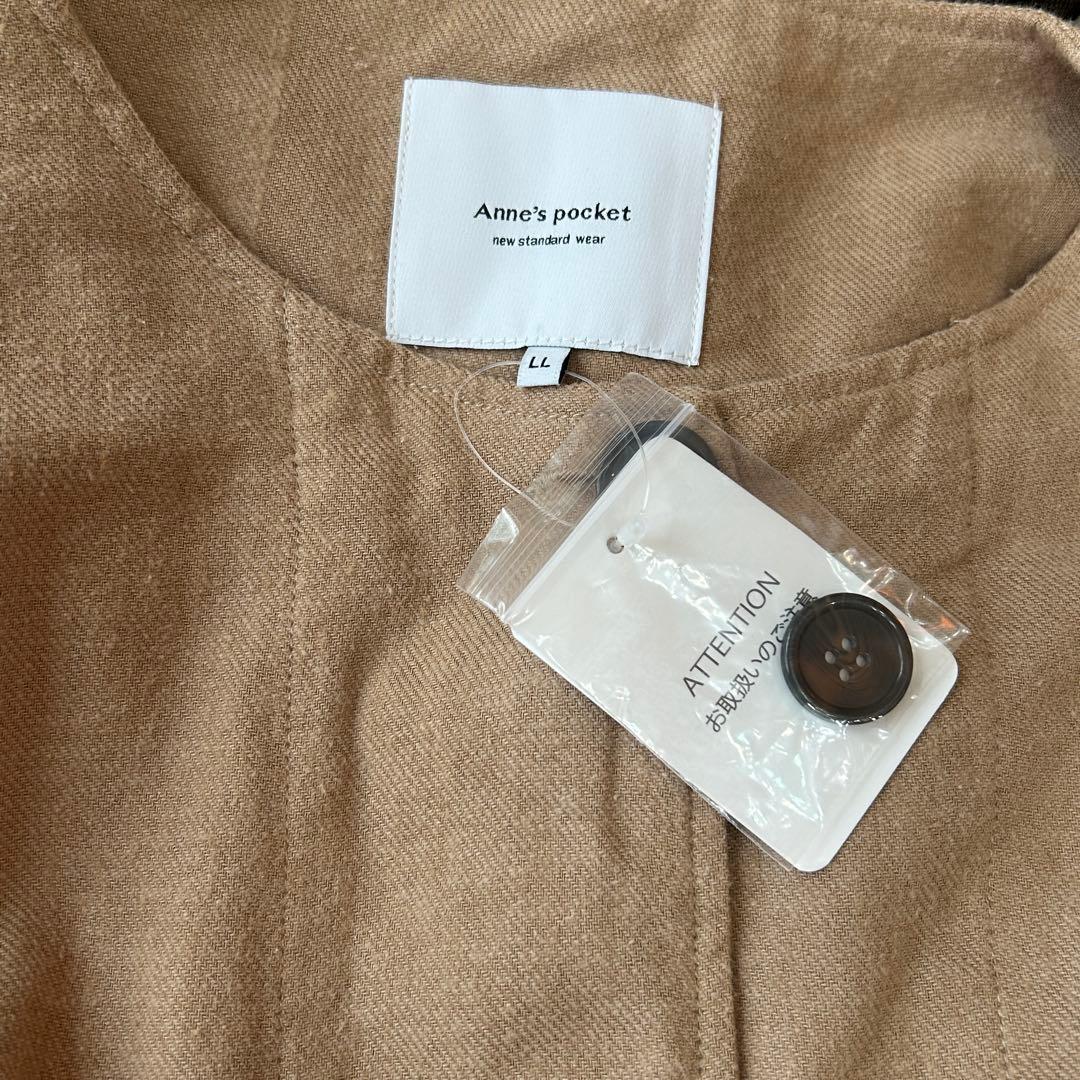 Anne's pocket
new standard wear
LL
ATTENTION
お取扱いのご注意